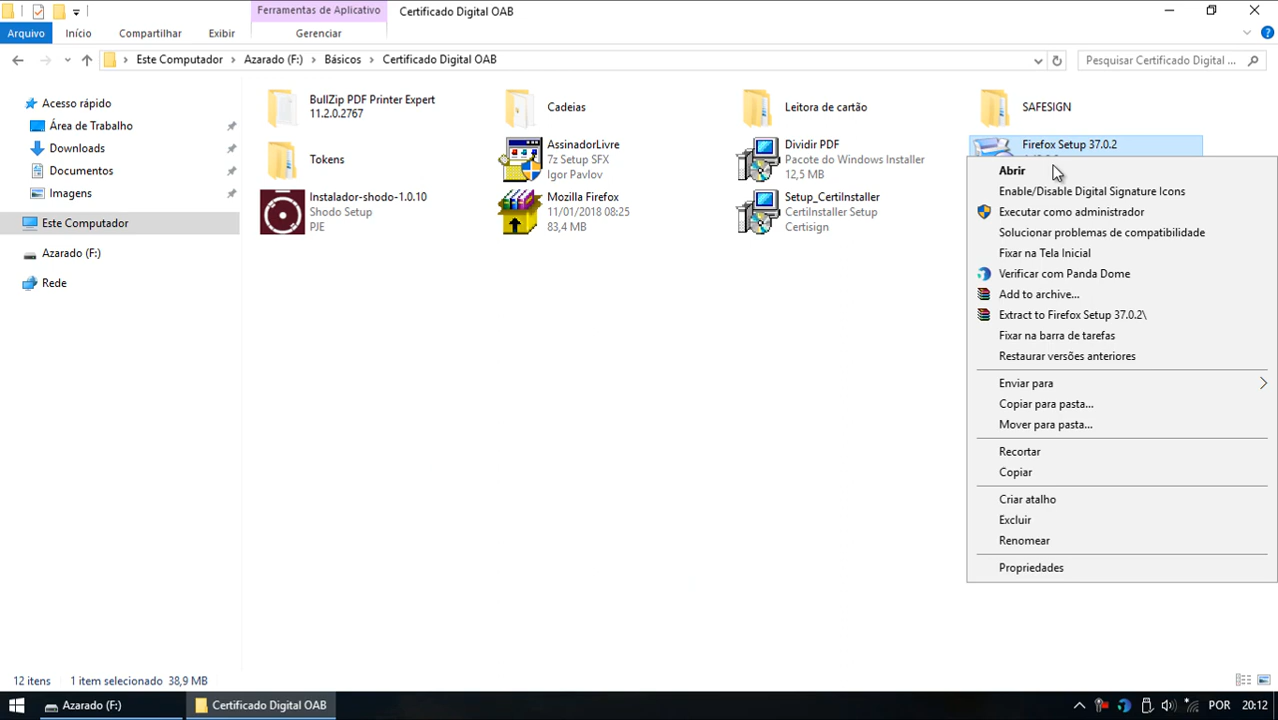 Ferramentas de Aplicativo
Certificado Digital OAB
Arquivo
Início
Compartilhar
Exibir
Gerenciar
Este Computador
Azarado (F:)
Básicos
Certificado Digital OAB
Pesquisar Certificado Digital ...
Acesso rápido
Área de Trabalho
Downloads
Documentos
Imagens
Este Computador
Azarado (F:)
Rede
BullZip PDF Printer Expert
11.2.0.2767
Cadeias
Leitora de cartão
SAFESIGN
Tokens
AssinadorLivre
7z Setup SFX
Igor Pavlov
Dividir PDF
Pacote do Windows Installer
12,5 MB
Firefox Setup 37.0.2
Instalador-shodo-1.0.10
Shodo Setup
PJE
Mozilla Firefox
11/01/2018 08:25
83,4 MB
Setup_CertiInstaller
CertiInstaller Setup
Certisign
Abrir
Enable/Disable Digital Signature Icons
Executar como administrador
Solucionar problemas de compatibilidade
Fixar na Tela Inicial
Verificar com Panda Dome
Add to archive...
Extract to Firefox Setup 37.0.2\
Fixar na barra de tarefas
Restaurar versões anteriores
Enviar para
Copiar para pasta...
Mover para pasta...
Recortar
Copiar
Criar atalho
Excluir
Renomear
Propriedades
12 itens
1 item selecionado 38,9 MB
Azarado (F:)
Certificado Digital OAB
POR
20:12